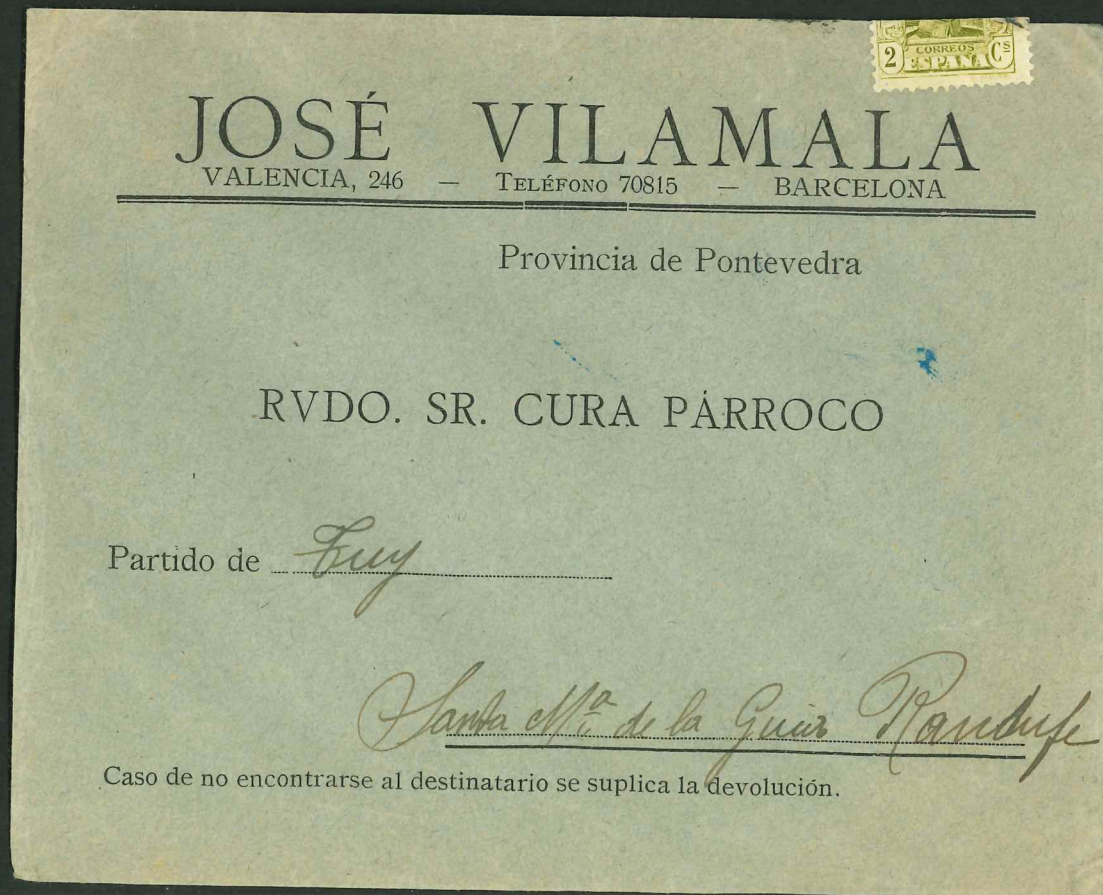 2 CORREOS Cs
ESPAÑA
JOSÉ VILAMALA
VALENCIA, 246 — TELÉFONO 70815 — BARCELONA
Provincia de Pontevedra
RVDO. SR. CURA PÁRROCO
Partido de Tuy
Santa Mª de la Guia Randufe
Caso de no encontrarse al destinatario se suplica la devolución.